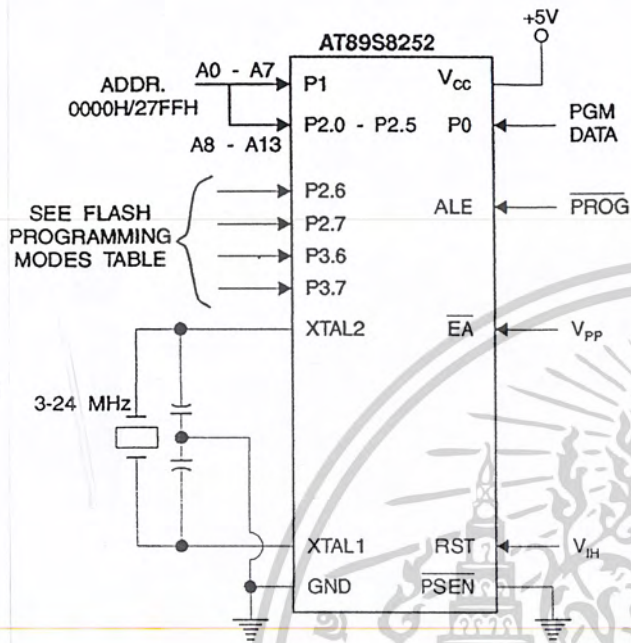 AT89S8252
+5V
ADDR.
0000H/27FFH
A0 - A7
A8 - A13
P1
P2.0 - P2.5
VCC
P0
PGM
DATA
SEE FLASH
PROGRAMMING
MODES TABLE
P2.6
P2.7
P3.6
P3.7
ALE
PROG
XTAL2
EA
VPP
3-24 MHz
XTAL1
RST
VIH
GND
PSEN